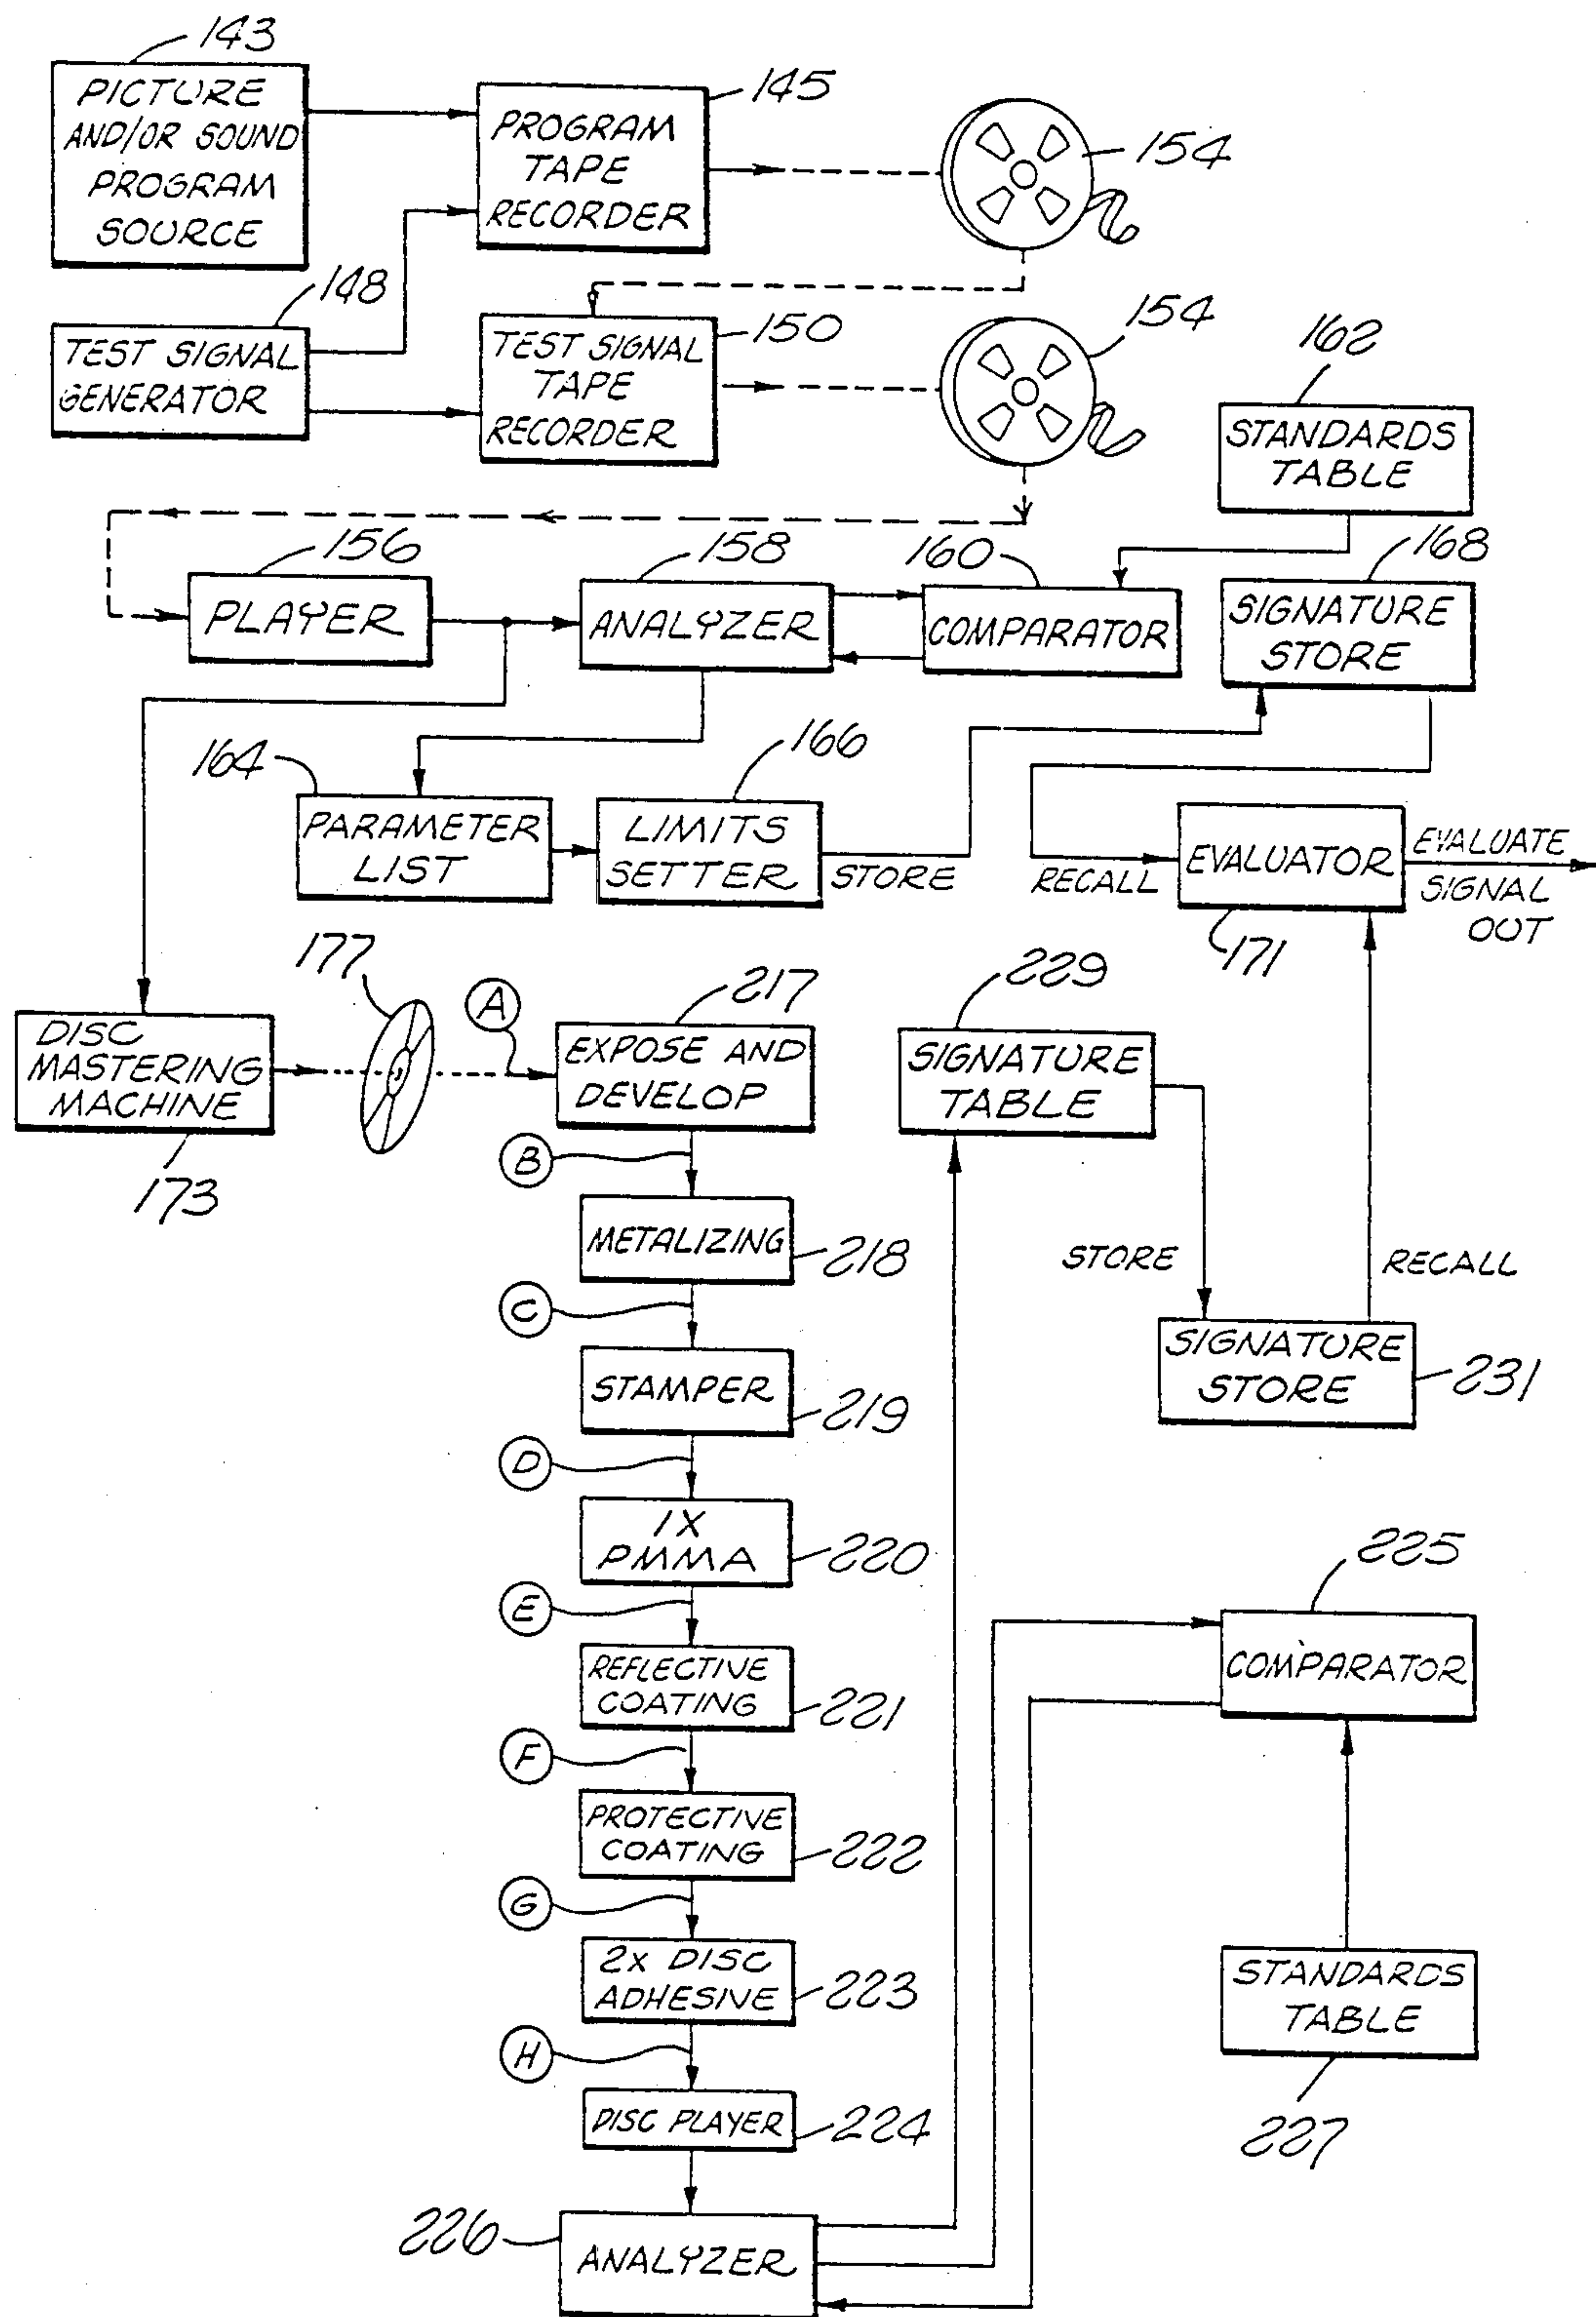 143
PICTURE
AND/OR SOUND
PROGRAM
SOURCE
145
PROGRAM
TAPE
RECORDER
154
148
TEST SIGNAL
GENERATOR
150
TEST SIGNAL
TAPE
RECORDER
154
162
STANDARDS
TABLE
156
PLAYER
158
ANALYZER
160
COMPARATOR
168
SIGNATURE
STORE
164
PARAMETER
LIST
166
LIMITS
SETTER
STORE
RECALL
EVALUATOR
171
EVALUATE
SIGNAL
OUT
DISC
MASTERING
MACHINE
173
177
A
217
EXPOSE AND
DEVELOP
229
SIGNATURE
TABLE
B
METALIZING
218
STORE
RECALL
C
STAMPER
219
SIGNATURE
STORE
231
D
1X
PMMA
220
E
REFLECTIVE
COATING
221
225
COMPARATOR
F
PROTECTIVE
COATING
222
G
2X DISC
ADHESIVE
223
STANDARDS
TABLE
227
H
DISC PLAYER
224
226
ANALYZER